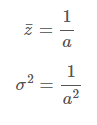 z̄ = 1/a
σ² = 1/a²